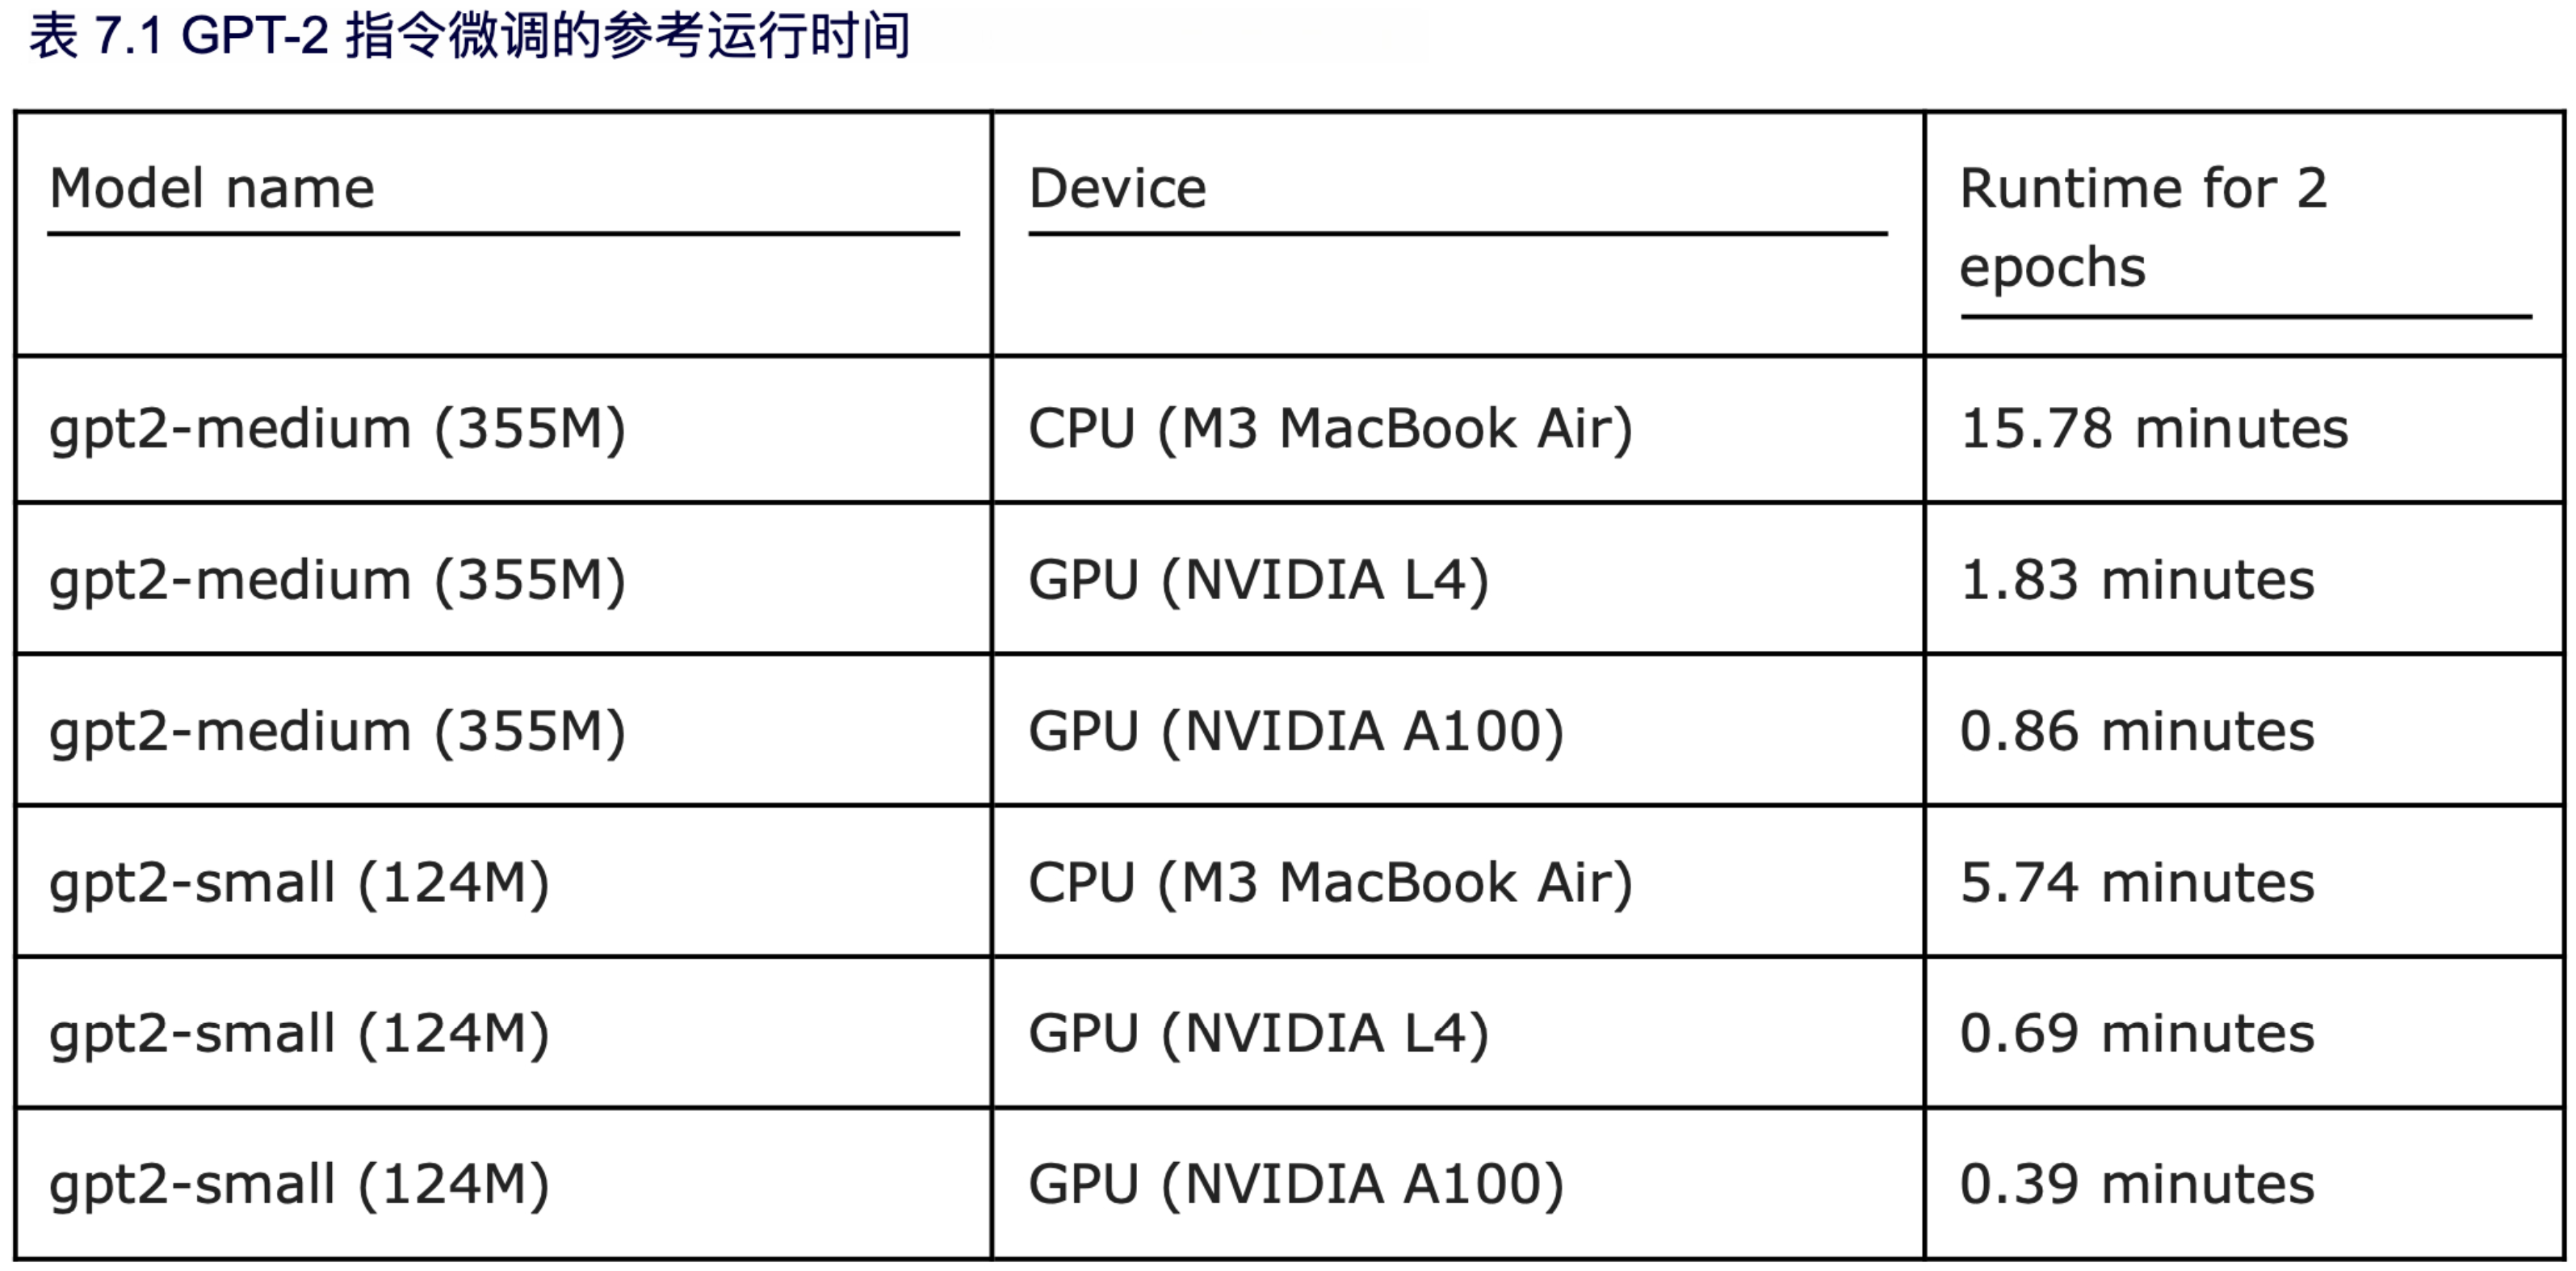 表 7.1 GPT-2 指令微调的参考运行时间
Model name
Device
Runtime for 2
epochs
gpt2-medium (355M)
CPU (M3 MacBook Air)
15.78 minutes
gpt2-medium (355M)
GPU (NVIDIA L4)
1.83 minutes
gpt2-medium (355M)
GPU (NVIDIA A100)
0.86 minutes
gpt2-small (124M)
CPU (M3 MacBook Air)
5.74 minutes
gpt2-small (124M)
GPU (NVIDIA L4)
0.69 minutes
gpt2-small (124M)
GPU (NVIDIA A100)
0.39 minutes